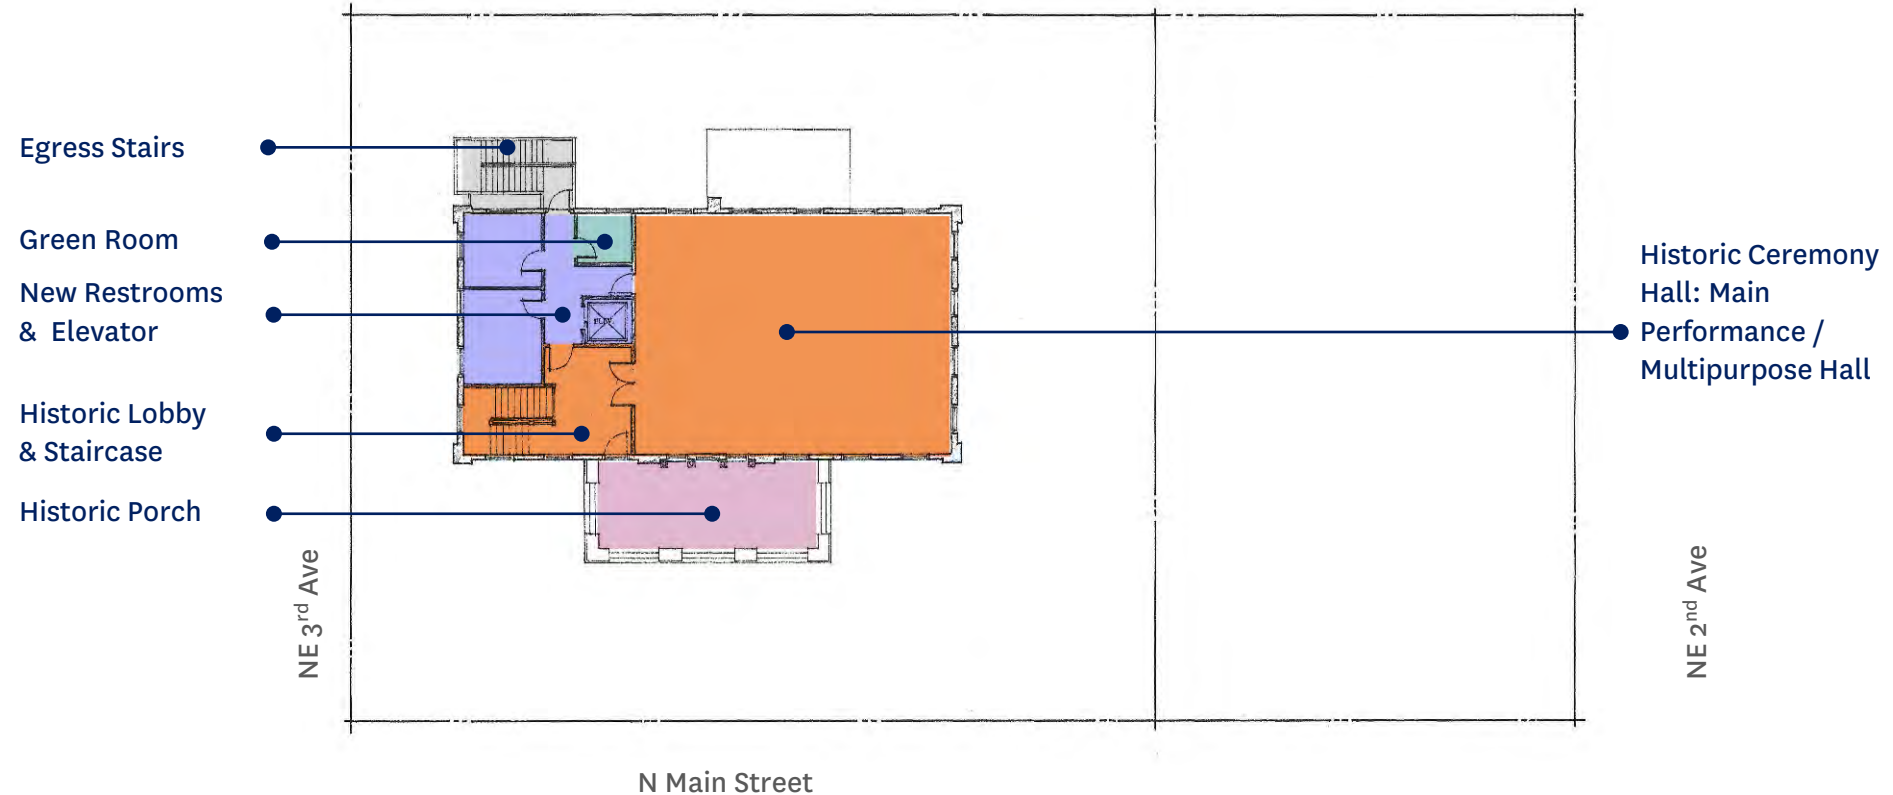 Egress Stairs
Green Room
New Restrooms
& Elevator
Historic Lobby
& Staircase
Historic Porch
ELEV.
Historic Ceremony
Hall: Main
Performance /
Multipurpose Hall
NE 3rd Ave
NE 2nd Ave
N Main Street